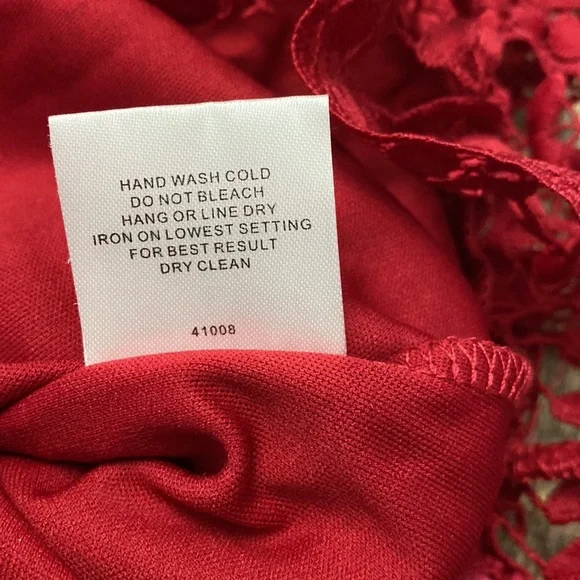 HAND WASH COLD
DO NOT BLEACH
HANG OR LINE DRY
IRON ON LOWEST SETTING
FOR BEST RESULT
DRY CLEAN
41008